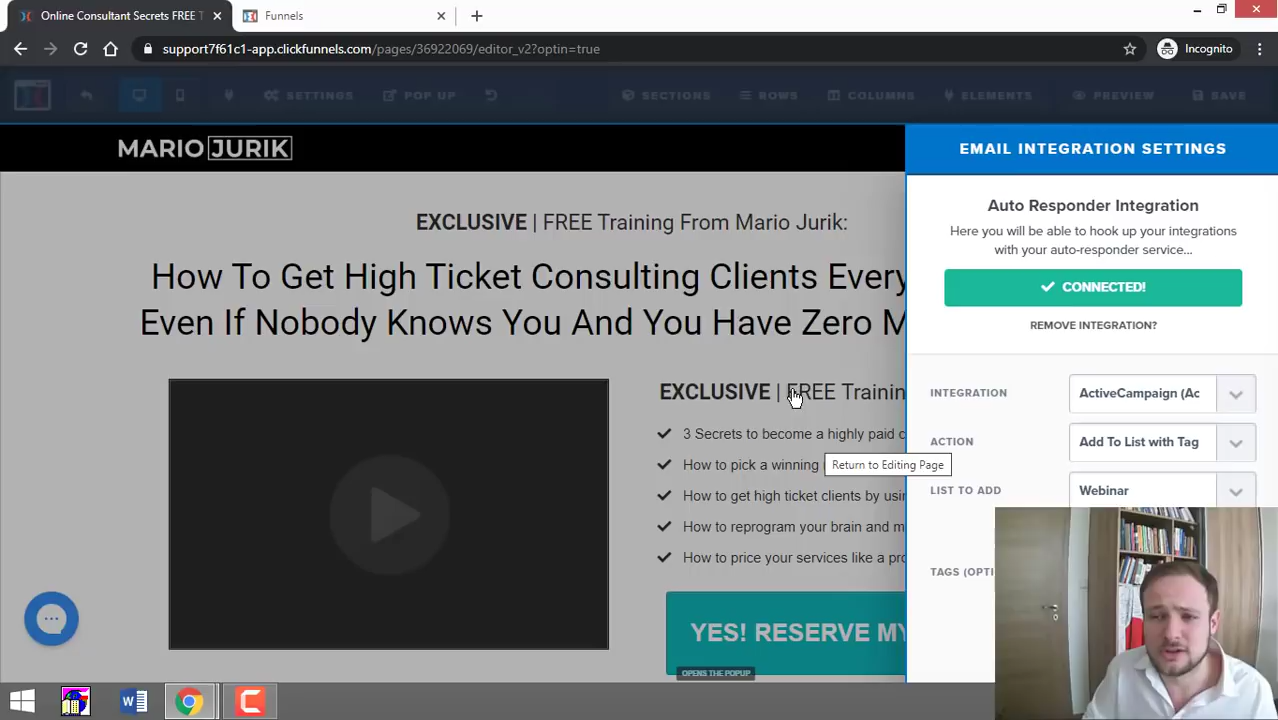 Online Consultant Secrets FREE T
Funnels
support7f61c1-app.clickfunnels.com/pages/36922069/editor_v2?optin=true
Incognito
SETTINGS
POP UP
SECTIONS
ROWS
COLUMNS
ELEMENTS
PREVIEW
SAVE
MARIO JURIK
EXCLUSIVE | FREE Training From Mario Jurik:
How To Get High Ticket Consulting Clients Every
Even If Nobody Knows You And You Have Zero M
EXCLUSIVE | FREE Trainin
3 Secrets to become a highly paid c
How to pick a winning
Return to Editing Page
How to get high ticket clients by usin
How to reprogram your brain and m
How to price your services like a pro
YES! RESERVE MY
OPENS THE POPUP
EMAIL INTEGRATION SETTINGS
Auto Responder Integration
Here you will be able to hook up your integrations
with your auto-responder service...
CONNECTED!
REMOVE INTEGRATION?
INTEGRATION
ActiveCampaign (Ac
ACTION
Add To List with Tag
LIST TO ADD
Webinar
TAGS (OPTI